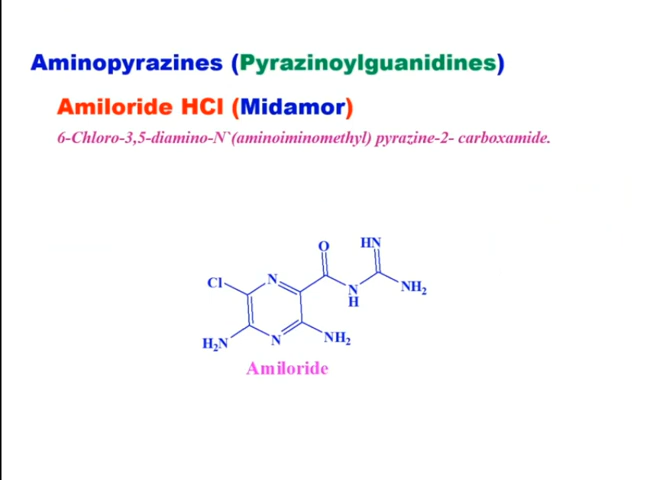 Aminopyrazines (Pyrazinoylguanidines)
Amiloride HCl (Midamor)
6-Chloro-3,5-diamino-N`(aminoiminomethyl) pyrazine-2- carboxamide.
O HN
Cl N N NH₂
H
H₂N N NH₂
Amiloride